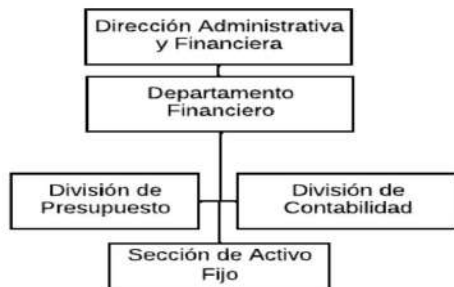 Dirección Administrativa
y Financiera
Departamento
Financiero
División de
Presupuesto
División de
Contabilidad
Sección de Activo
Fijo